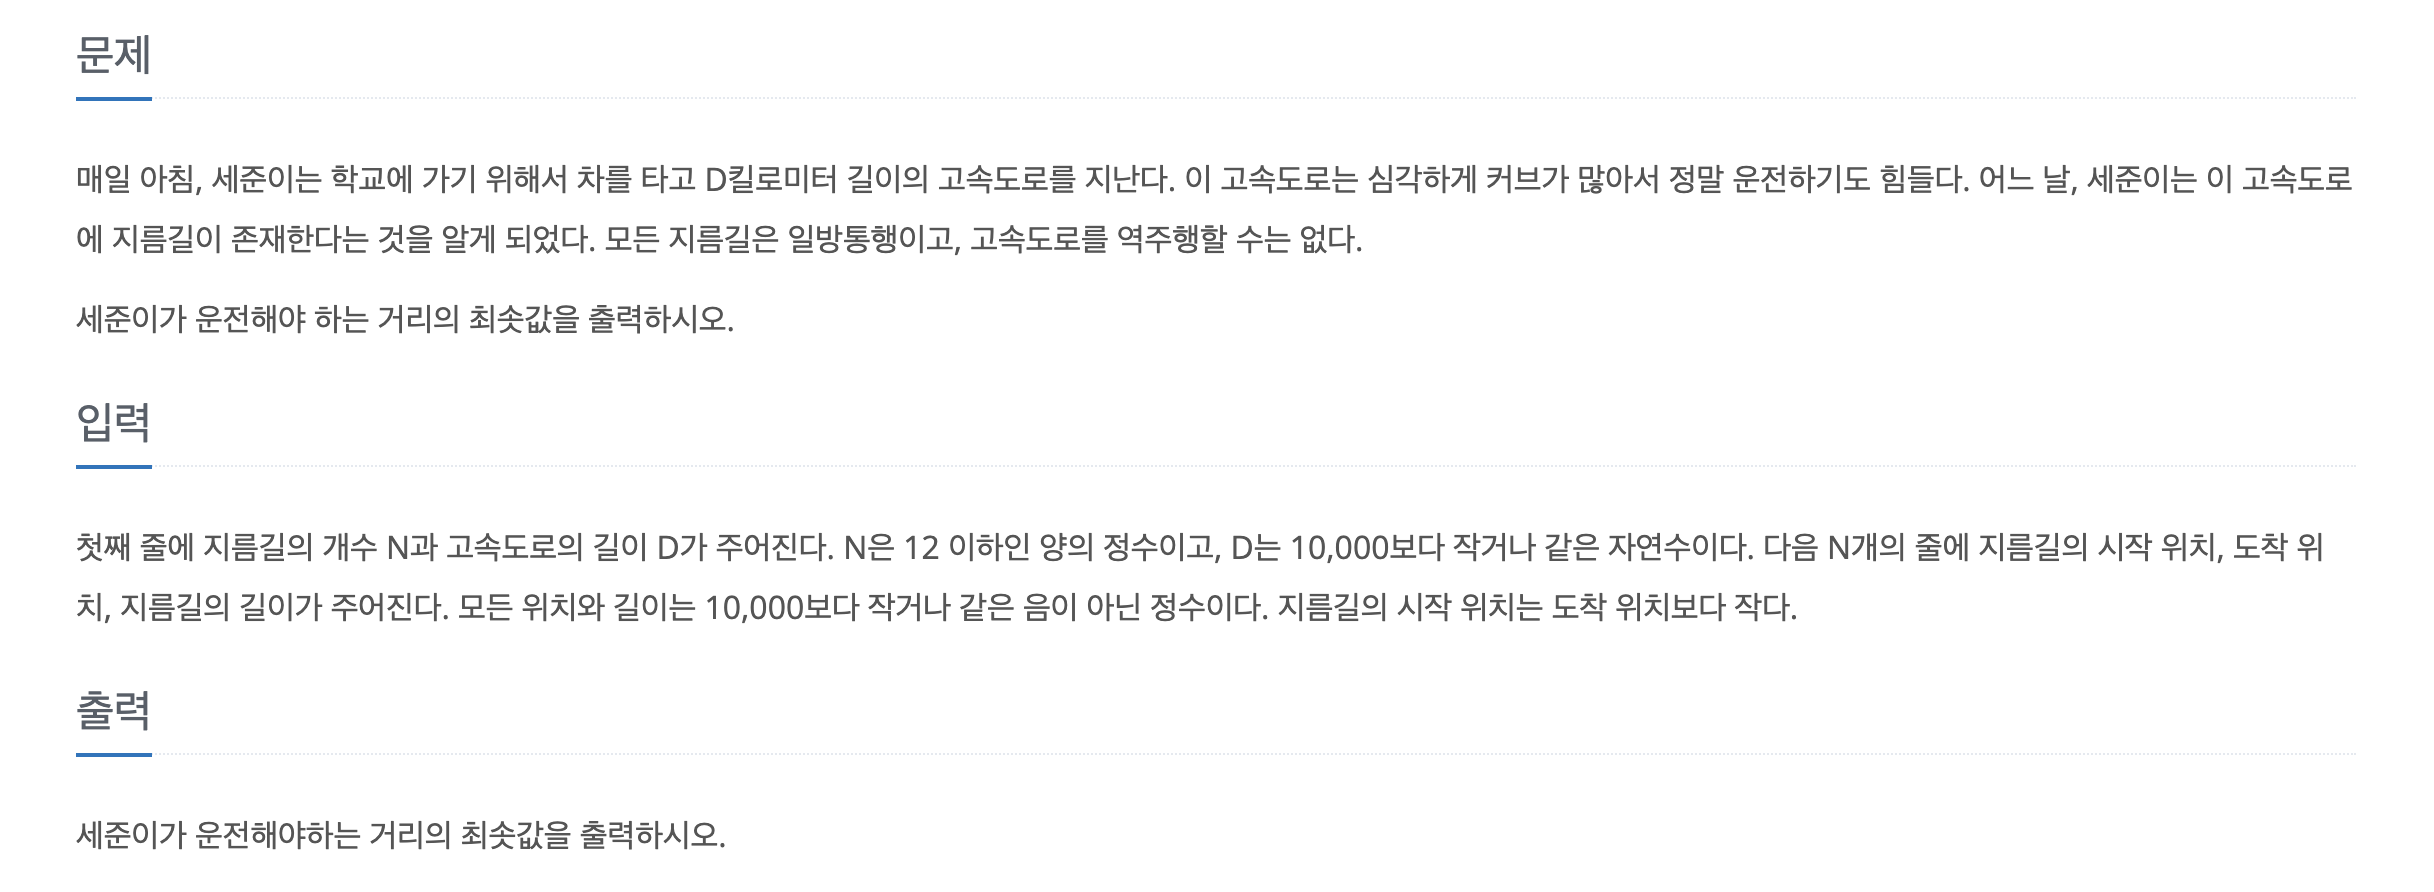 문제
매일 아침, 세준이는 학교에 가기 위해서 차를 타고 D킬로미터 길이의 고속도로를 지난다. 이 고속도로는 심각하게 커브가 많아서 정말 운전하기도 힘들다. 어느 날, 세준이는 이 고속도로
에 지름길이 존재한다는 것을 알게 되었다. 모든 지름길은 일방통행이고, 고속도로를 역주행할 수는 없다.
세준이가 운전해야 하는 거리의 최솟값을 출력하시오.
입력
첫째 줄에 지름길의 개수 N과 고속도로의 길이 D가 주어진다. N은 12 이하인 양의 정수이고, D는 10,000보다 작거나 같은 자연수이다. 다음 N개의 줄에 지름길의 시작 위치, 도착 위
치, 지름길의 길이가 주어진다. 모든 위치와 길이는 10,000보다 작거나 같은 음이 아닌 정수이다. 지름길의 시작 위치는 도착 위치보다 작다.
출력
세준이가 운전해야하는 거리의 최솟값을 출력하시오.